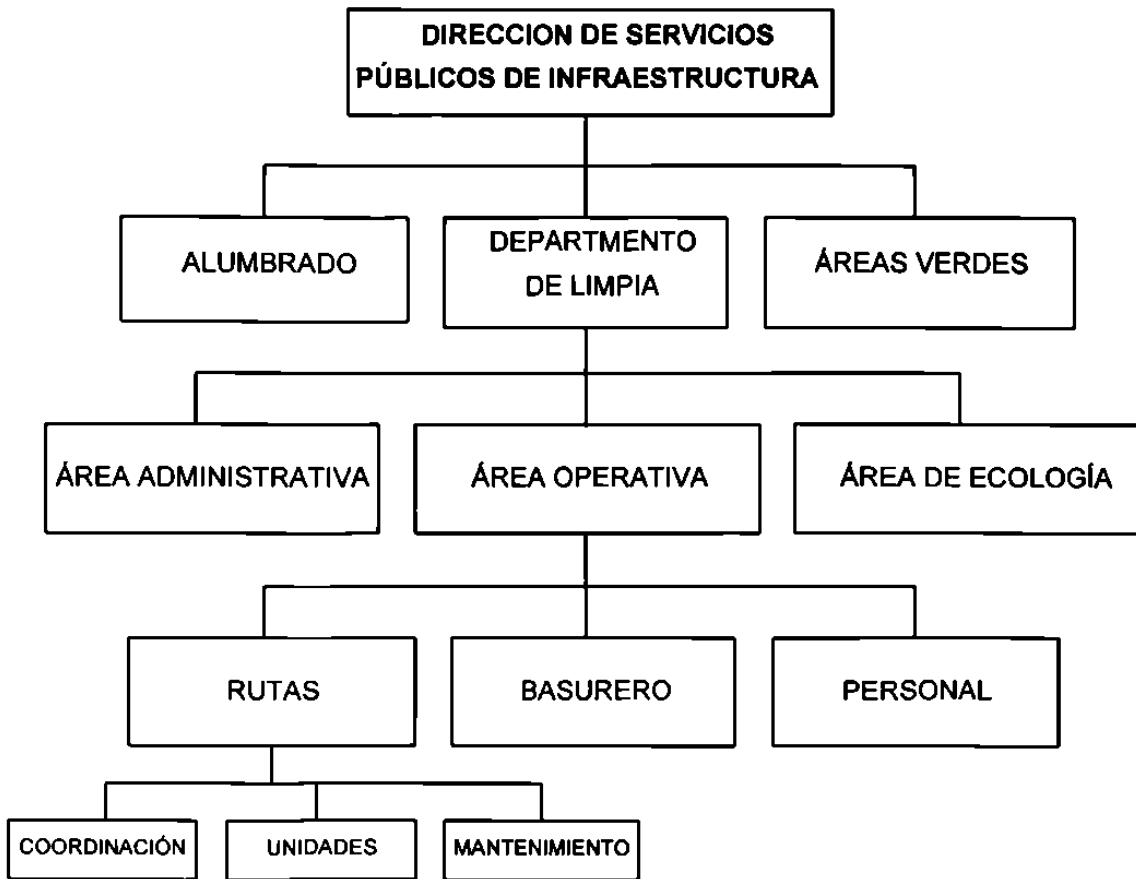 DIRECCION DE SERVICIOS
PÚBLICOS DE INFRAESTRUCTURA
ALUMBRADO
DEPARTMENTO
DE LIMPIA
ÁREAS VERDES
ÁREA ADMINISTRATIVA
ÁREA OPERATIVA
ÁREA DE ECOLOGÍA
RUTAS
BASURERO
PERSONAL
COORDINACIÓN
UNIDADES
MANTENIMIENTO